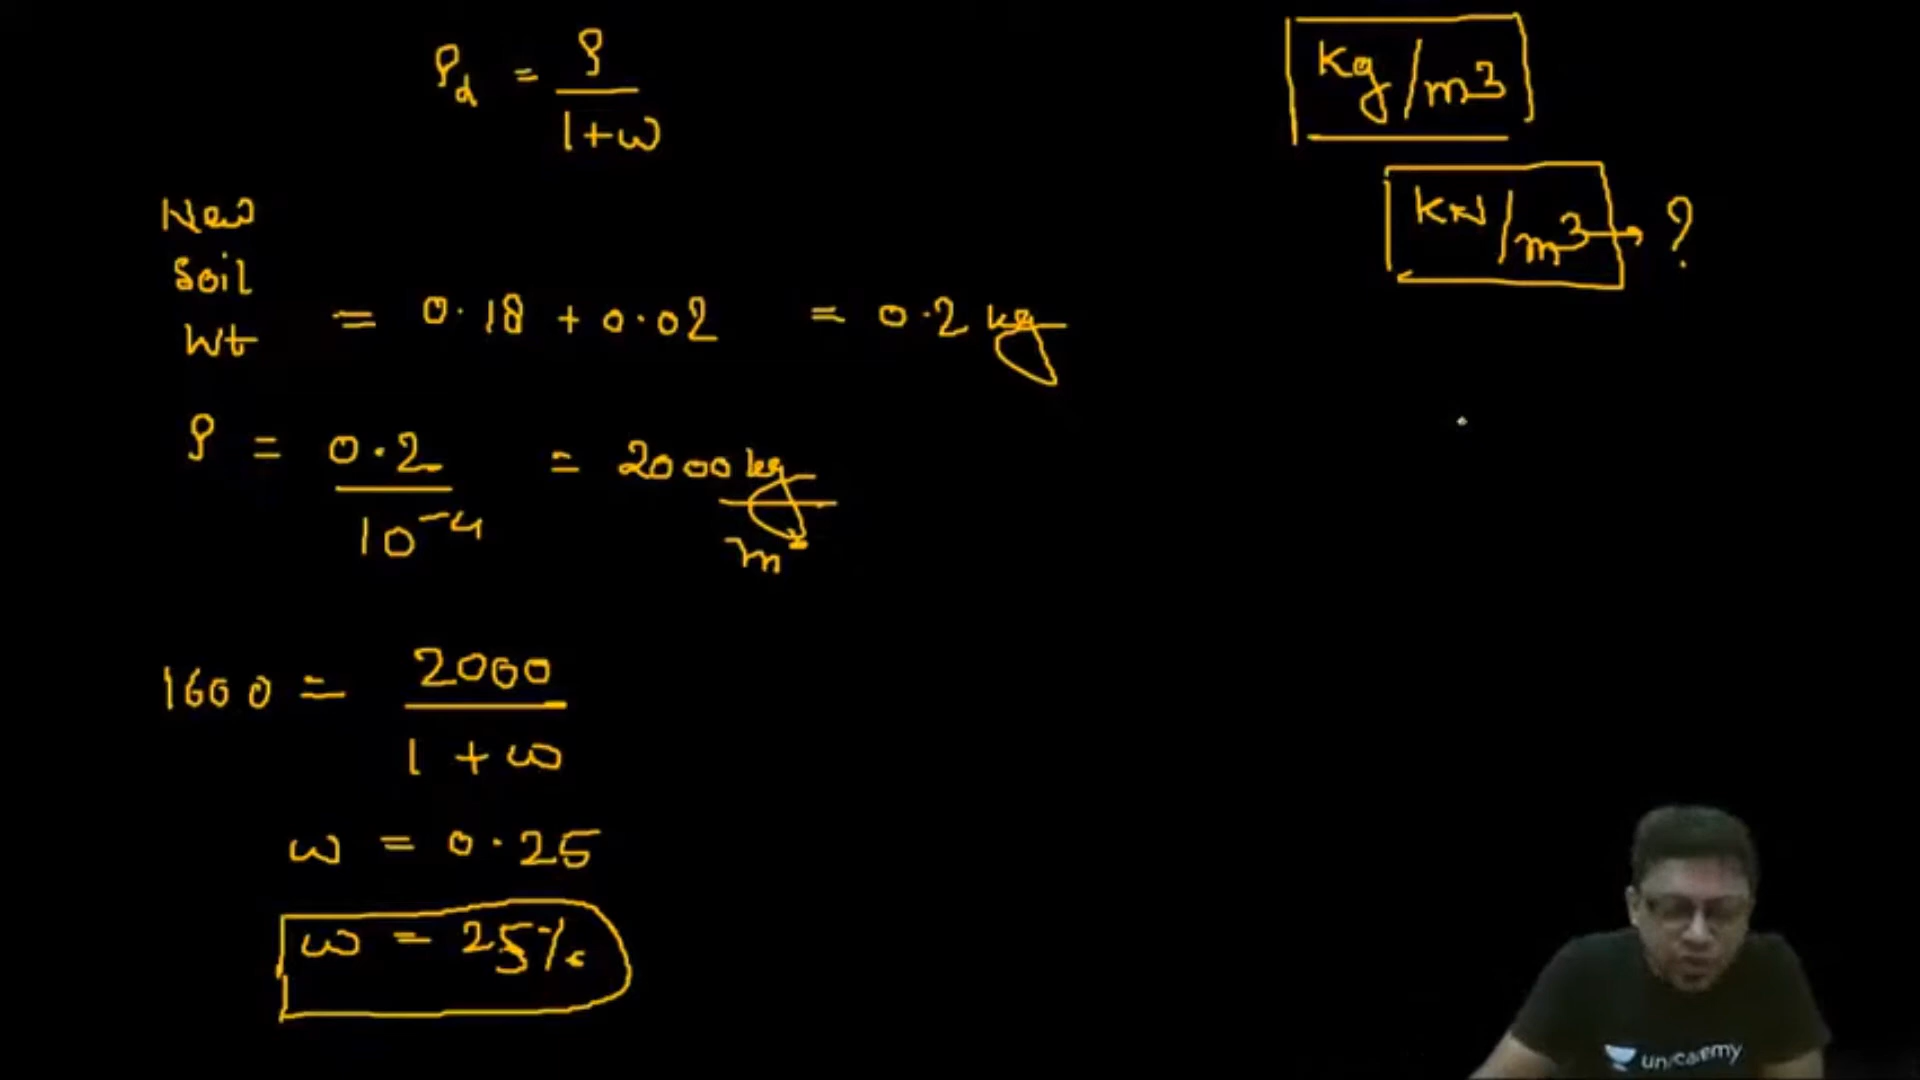 ρd = ρ / 1+w
kg/m3
kN/m3 → ?
New
Soil
Wt = 0.18 + 0.02 = 0.2 kg
ρ = 0.2 / 10^-4 = 2000 kg / m3
1600 = 2000 / 1 + w
w = 0.25
w = 25%
unacademy